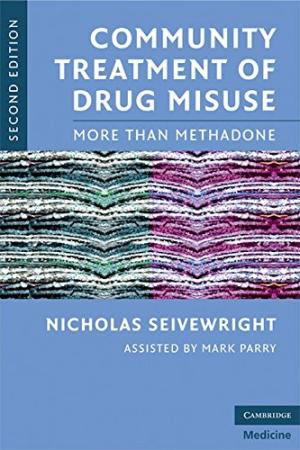 SECOND EDITION
COMMUNITY
TREATMENT OF
DRUG MISUSE
MORE THAN METHADONE
NICHOLAS SEIVEWRIGHT
ASSISTED BY MARK PARRY
CAMBRIDGE
Medicine